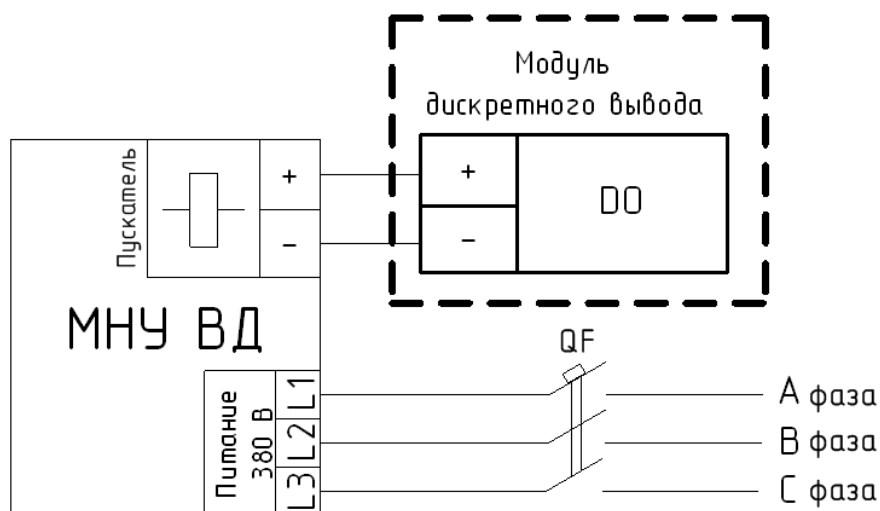 Модуль
дискретного вывода
Пускатель
+
-
+
-
DO
МНУ ВД
QF
Питание
380 В
L1
L2
L3
А фаза
В фаза
С фаза